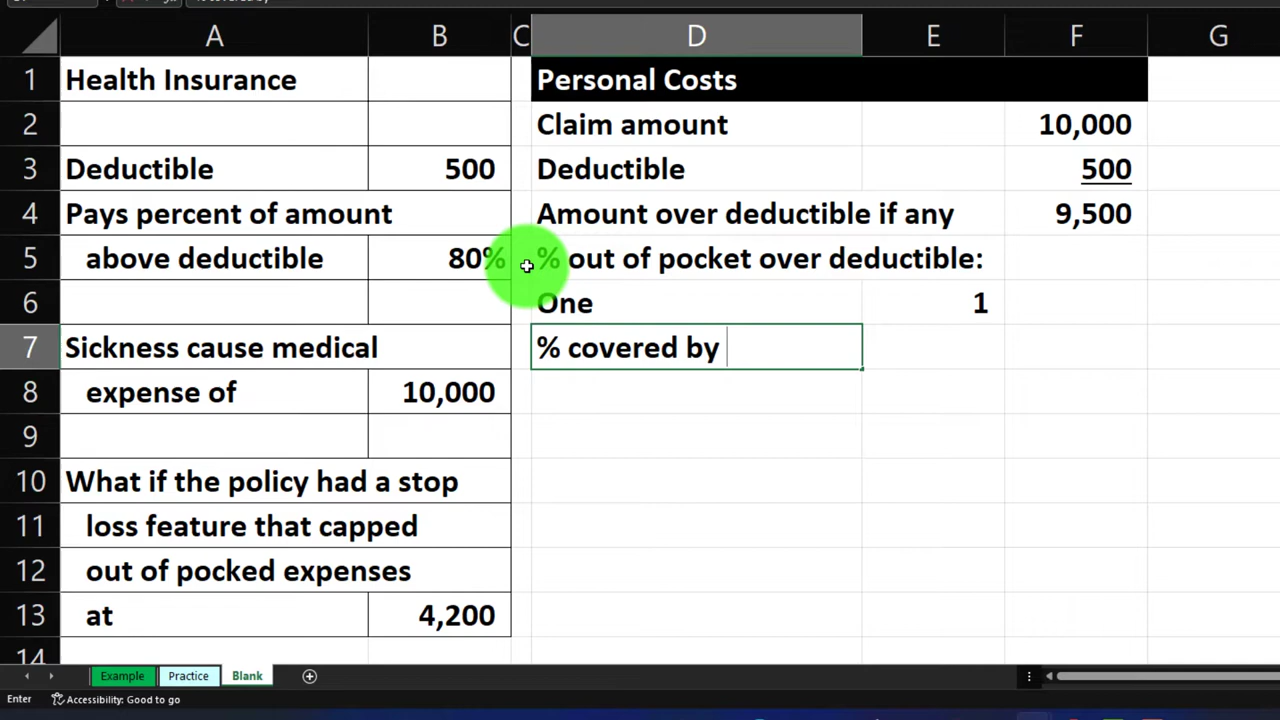 A B C D E F G
1 Health Insurance Personal Costs
2 Claim amount 10,000
3 Deductible 500 Deductible 500
4 Pays percent of amount Amount over deductible if any 9,500
5 above deductible 80% % out of pocket over deductible:
6 One 1
7 Sickness cause medical % covered by
8 expense of 10,000
9
10 What if the policy had a stop
11 loss feature that capped
12 out of pocked expenses
13 at 4,200
14
Example Practice Blank
Enter Accessibility: Good to go